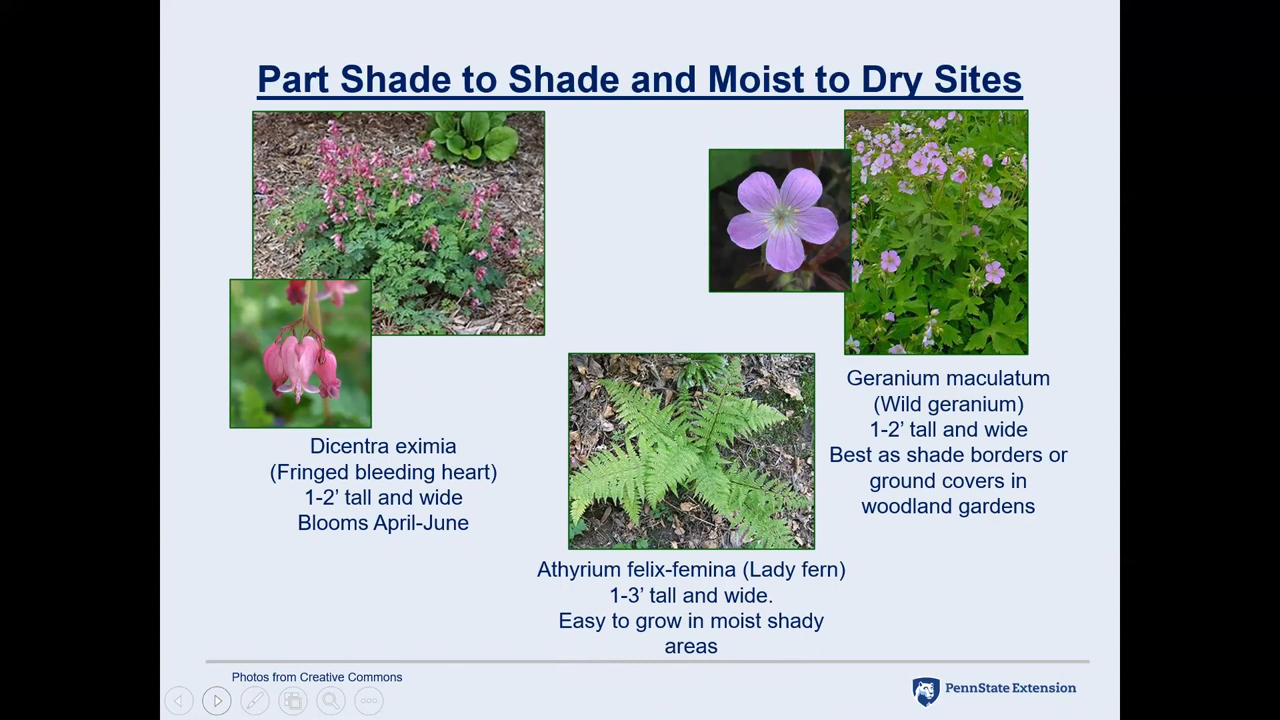 Part Shade to Shade and Moist to Dry Sites
Dicentra eximia
(Fringed bleeding heart)
1-2’ tall and wide
Blooms April-June
Athyrium felix-femina (Lady fern)
1-3’ tall and wide.
Easy to grow in moist shady
areas
Geranium maculatum
(Wild geranium)
1-2’ tall and wide
Best as shade borders or
ground covers in
woodland gardens
Photos from Creative Commons
PennState Extension